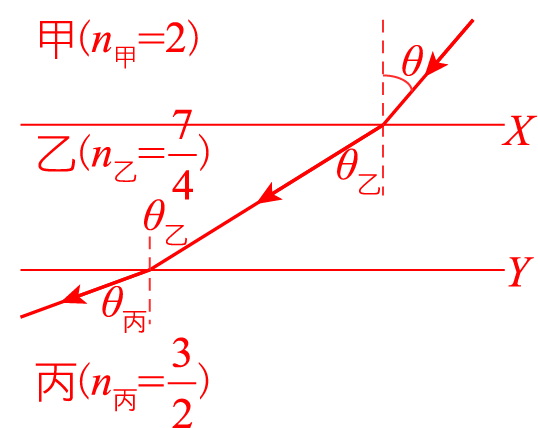 甲(n甲=2)
θ
X
乙(n乙=7/4)
θ乙
θ乙
Y
θ丙
丙(n丙=3/2)